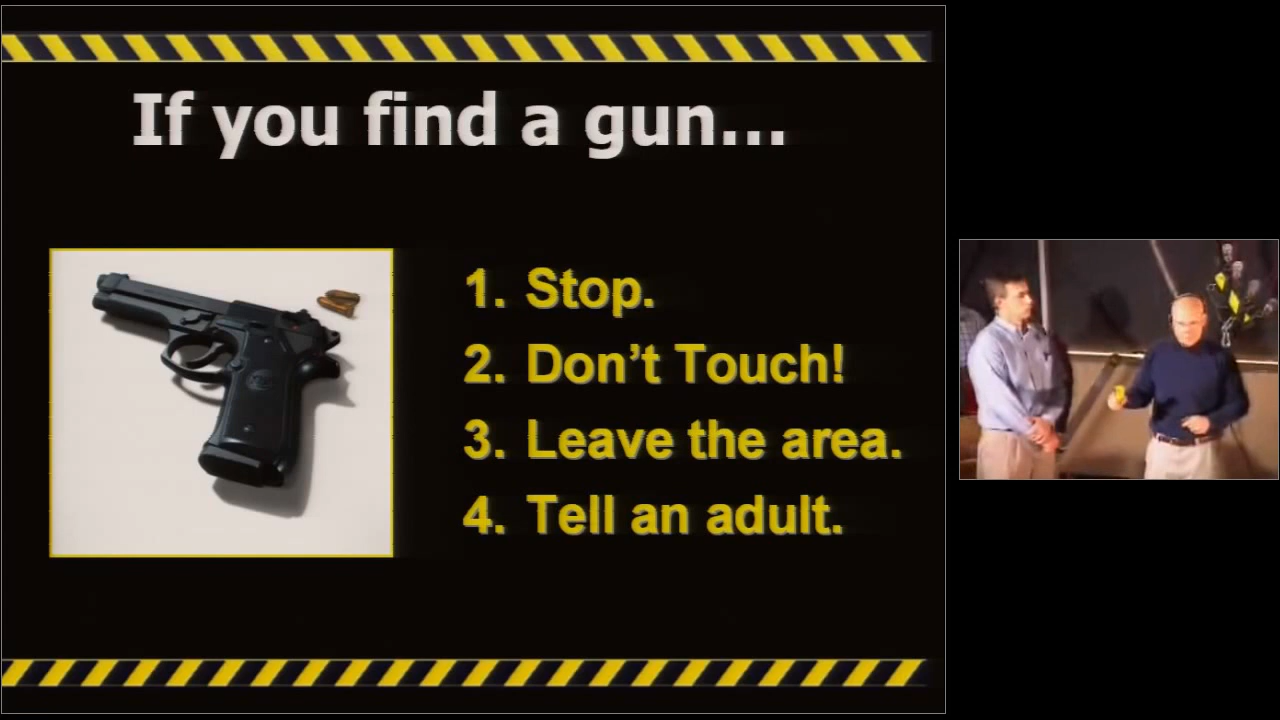 If you find a gun...
1. Stop.
2. Don't Touch!
3. Leave the area.
4. Tell an adult.